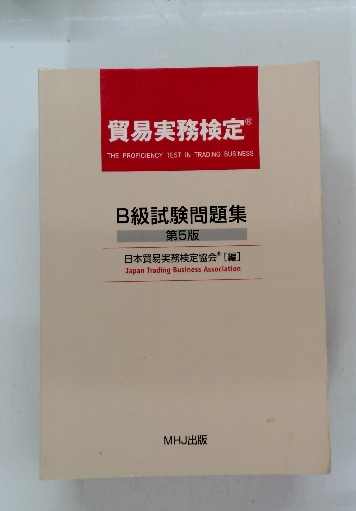 貿易実務検定®
THE PROFICIENCY TEST IN TRADING BUSINESS
B級試験問題集
第5版
日本貿易実務検定協会®［編］
Japan Trading Business Association
MHJ出版